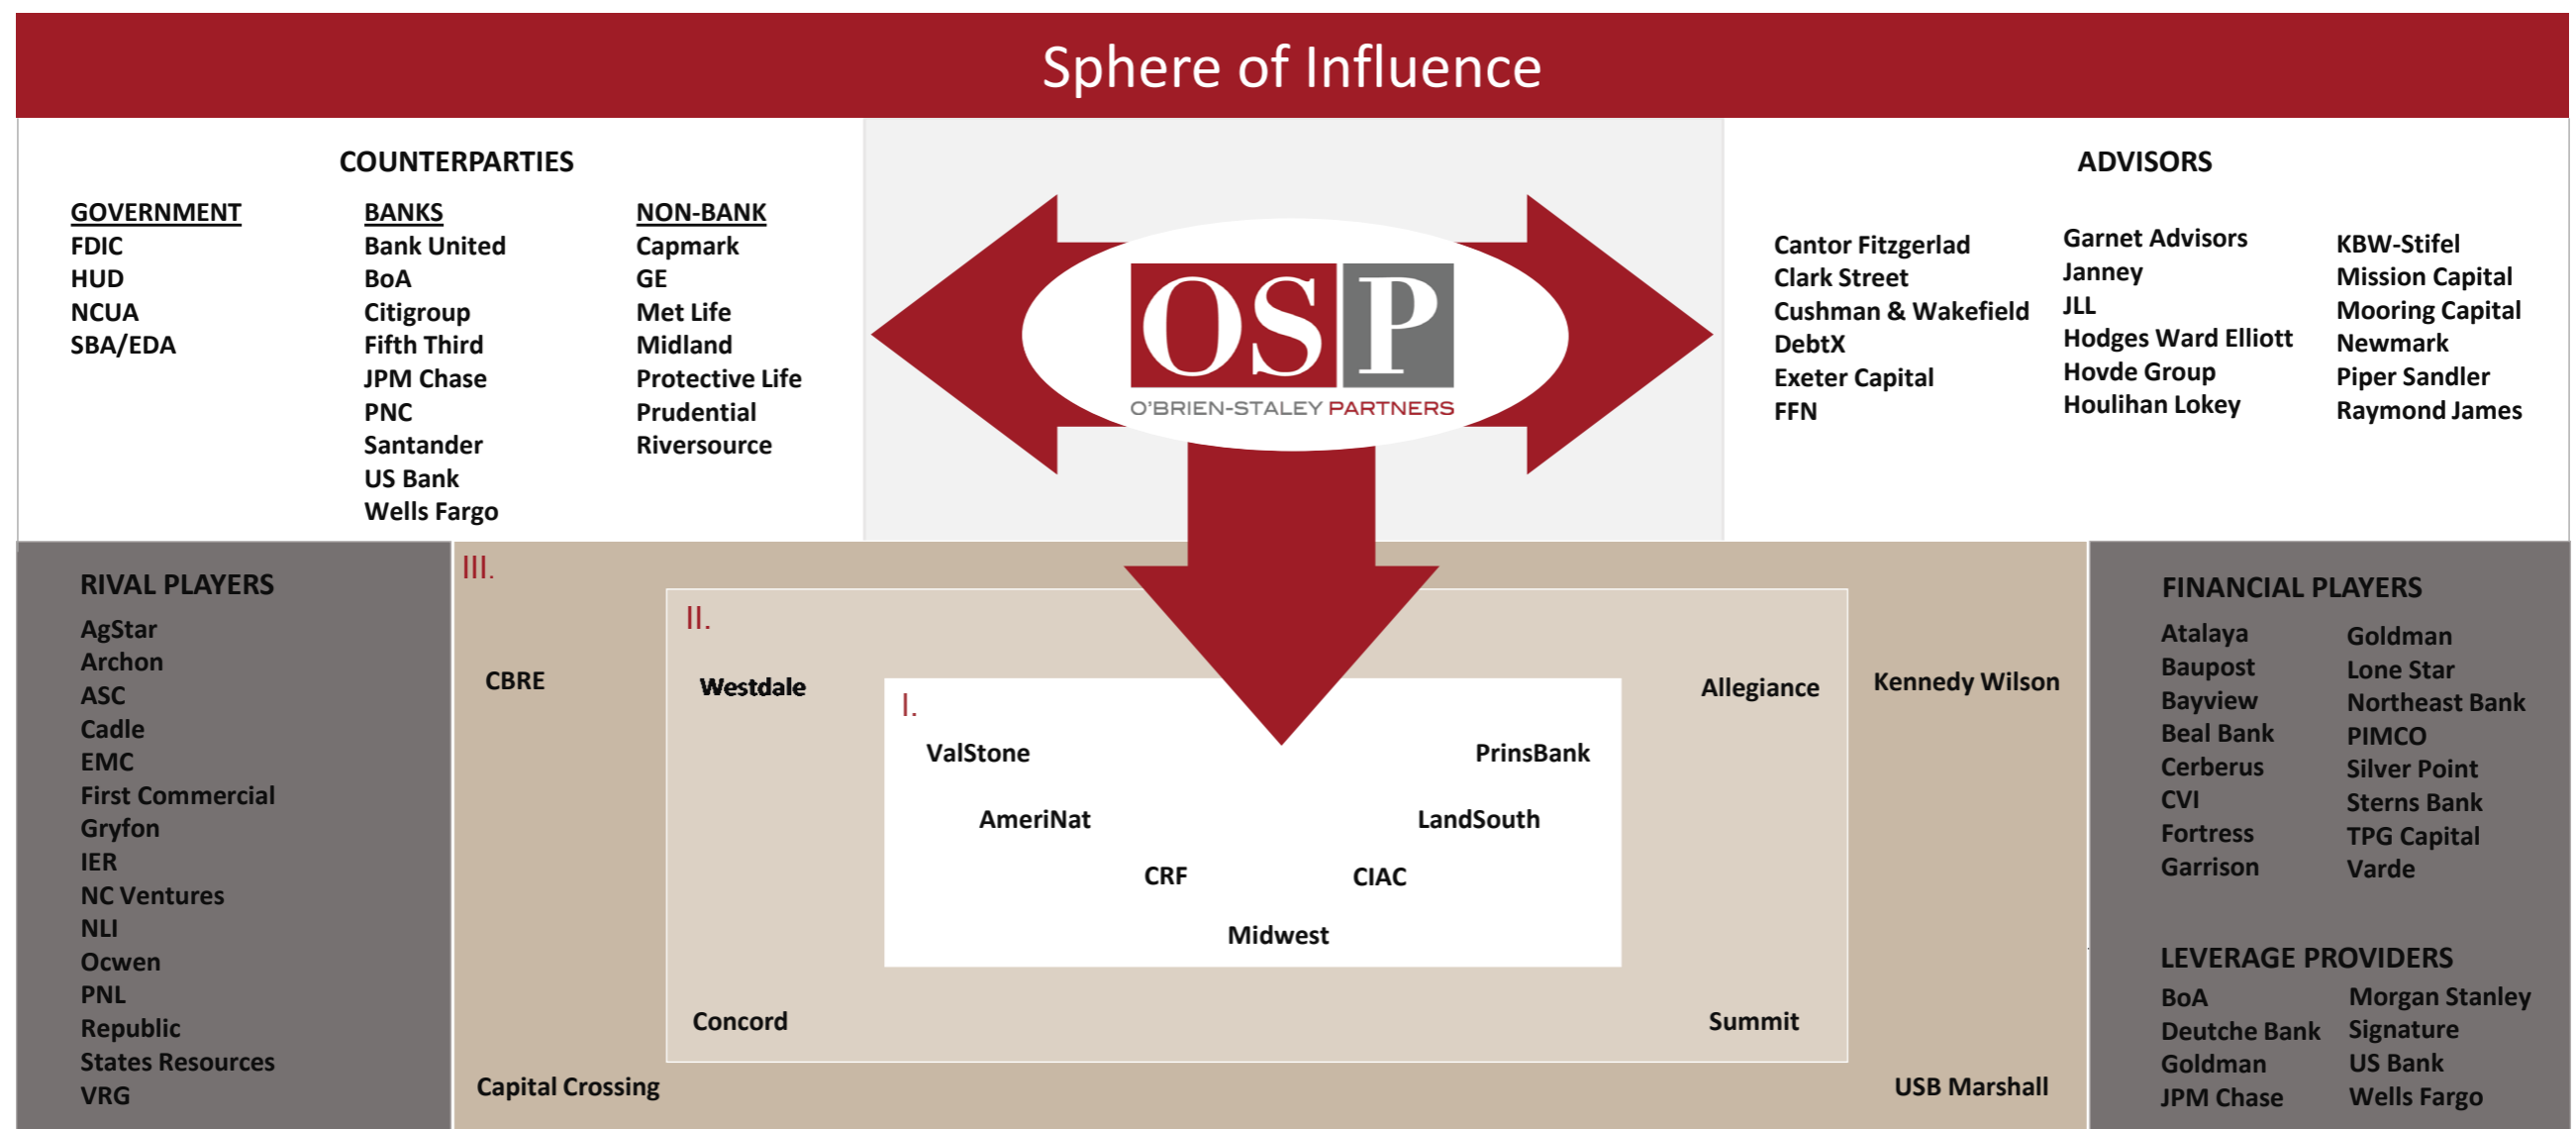 Sphere of Influence
COUNTERPARTIES
GOVERNMENT
FDIC
HUD
NCUA
SBA/EDA
BANKS
Bank United
BoA
Citigroup
Fifth Third
JPM Chase
PNC
Santander
US Bank
Wells Fargo
NON-BANK
Capmark
GE
Met Life
Midland
Protective Life
Prudential
Riversource
OSP
O'BRIEN-STALEY PARTNERS
ADVISORS
Cantor Fitzgerlad
Clark Street
Cushman & Wakefield
DebtX
Exeter Capital
FFN
Garnet Advisors
Janney
JLL
Hodges Ward Elliott
Hovde Group
Houlihan Lokey
KBW-Stifel
Mission Capital
Mooring Capital
Newmark
Piper Sandler
Raymond James
RIVAL PLAYERS
AgStar
Archon
ASC
Cadle
EMC
First Commercial
Gryfon
IER
NC Ventures
NLI
Ocwen
PNL
Republic
States Resources
VRG
III.
CBRE
Kennedy Wilson
Capital Crossing
USB Marshall
II.
Westdale
Allegiance
Concord
Summit
I.
ValStone
PrinsBank
AmeriNat
LandSouth
CRF
CIAC
Midwest
FINANCIAL PLAYERS
Atalaya
Baupost
Bayview
Beal Bank
Cerberus
CVI
Fortress
Garrison
Goldman
Lone Star
Northeast Bank
PIMCO
Silver Point
Sterns Bank
TPG Capital
Varde
LEVERAGE PROVIDERS
BoA
Deutche Bank
Goldman
JPM Chase
Morgan Stanley
Signature
US Bank
Wells Fargo